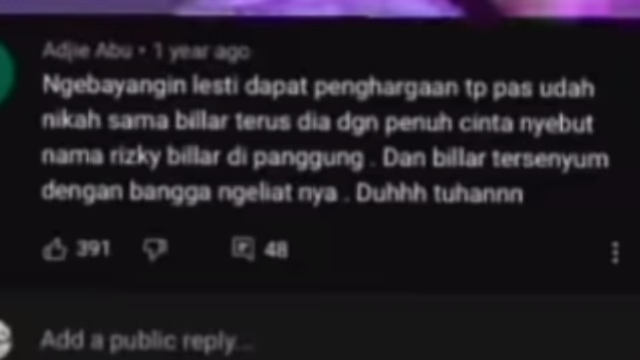 Adjie Abu • 1 year ago
Ngebayangin lesti dapat penghargaan tp pas udah
nikah sama billar terus dia dgn penuh cinta nyebut
nama rizky billar di panggung . Dan billar tersenyum
dengan bangga ngeliat nya . Duhhh tuhannn
391
48
Add a public reply...